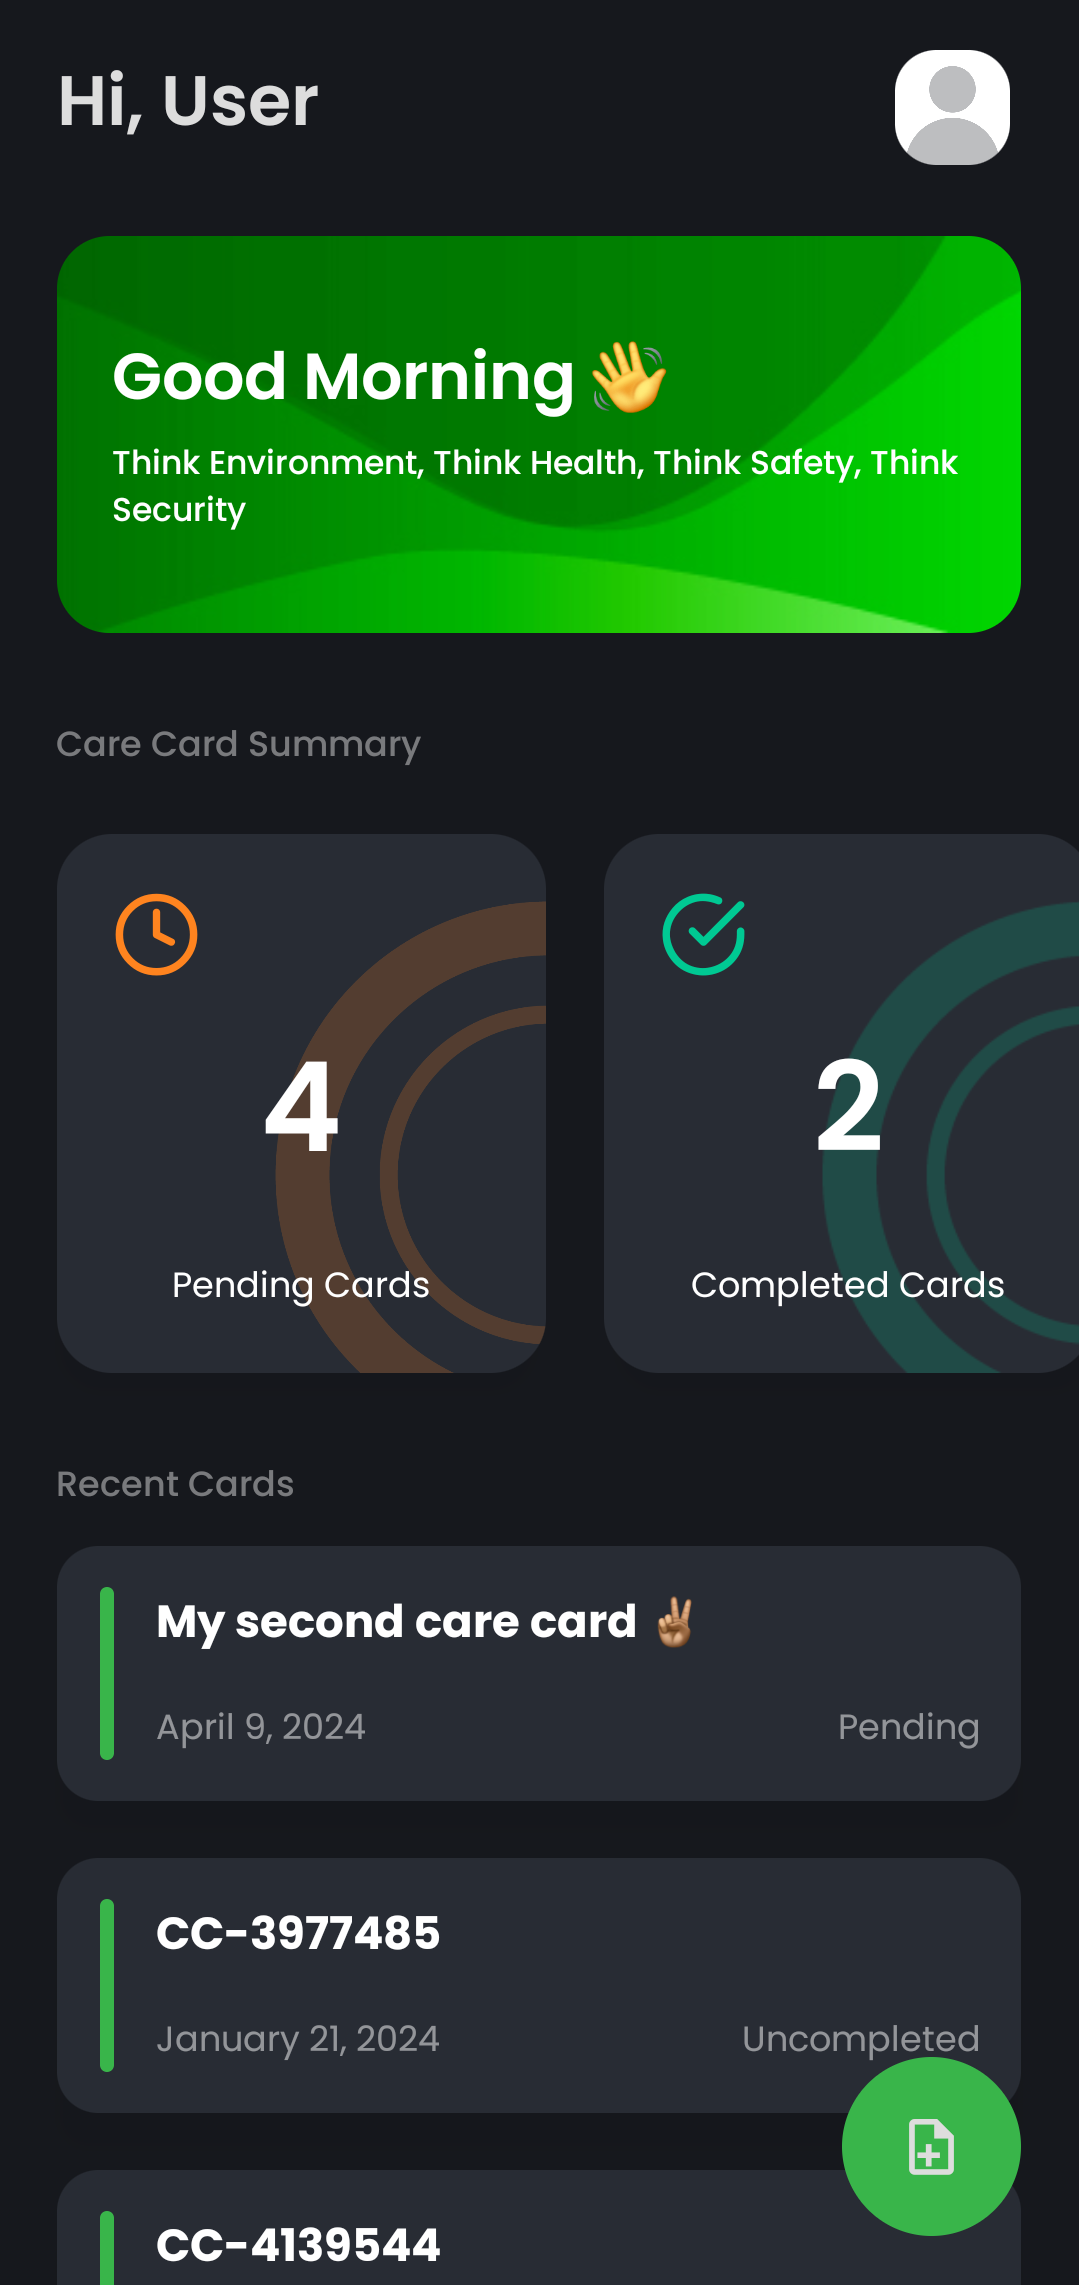 Hi, User
Good Morning 👋
Think Environment, Think Health, Think Safety, Think
Security
Care Card Summary
4
Pending Cards
2
Completed Cards
Recent Cards
My second care card ✌🏽
April 9, 2024
Pending
CC-3977485
January 21, 2024
Uncompleted
CC-4139544